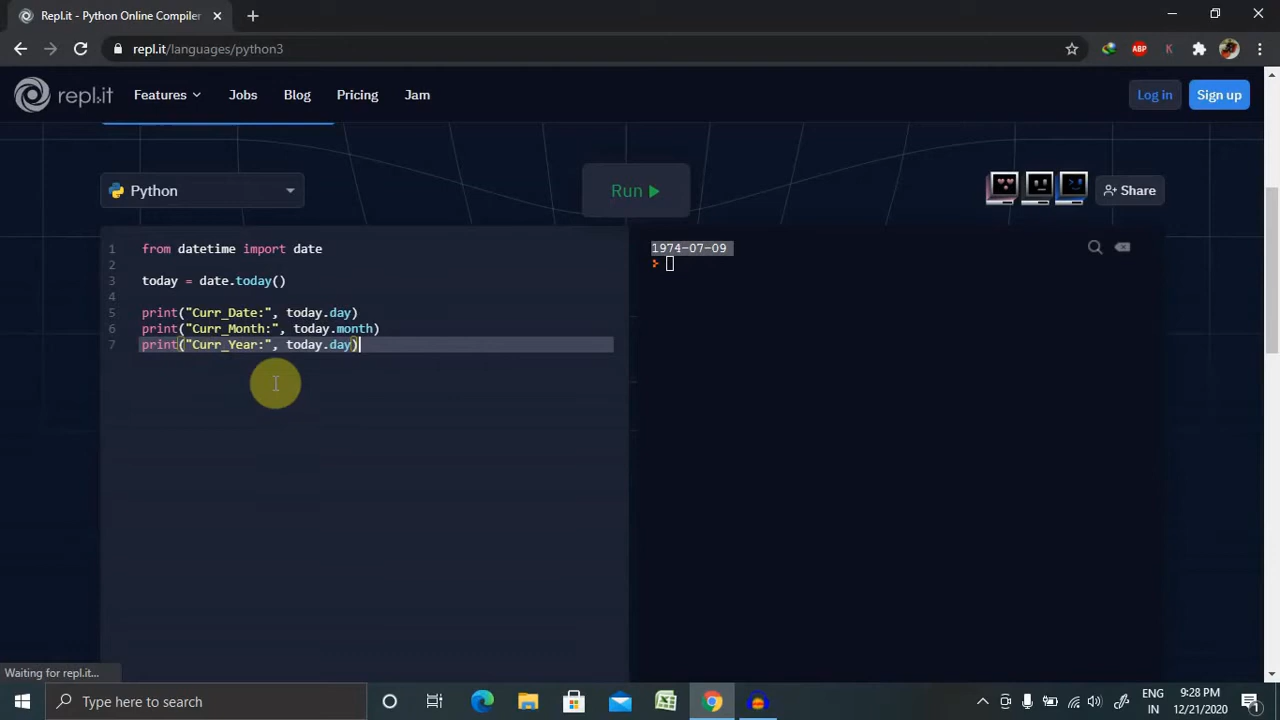 Repl.it - Python Online Compiler
repl.it/languages/python3
ABP
K
repl.it
Features
Jobs
Blog
Pricing
Jam
Log in
Sign up
Python
Run
Share
1 from datetime import date
2
3 today = date.today()
4
5 print("Curr_Date:", today.day)
6 print("Curr_Month:", today.month)
7 print("Curr_Year:", today.day)
1974-07-09
Waiting for repl.it...
Type here to search
ENG
IN
9:28 PM
12/21/2020
1